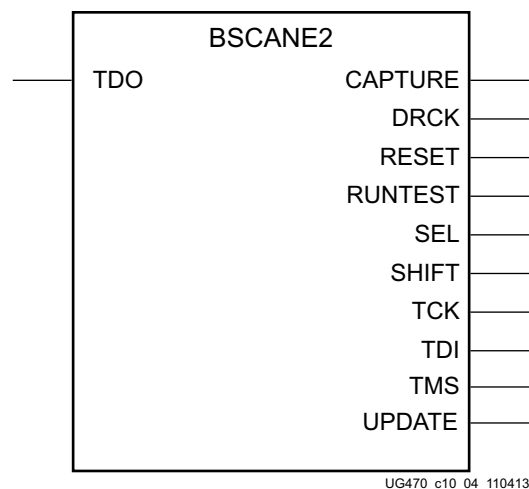 BSCANE2
TDO CAPTURE
DRCK
RESET
RUNTEST
SEL
SHIFT
TCK
TDI
TMS
UPDATE
UG470_c10_04_110413